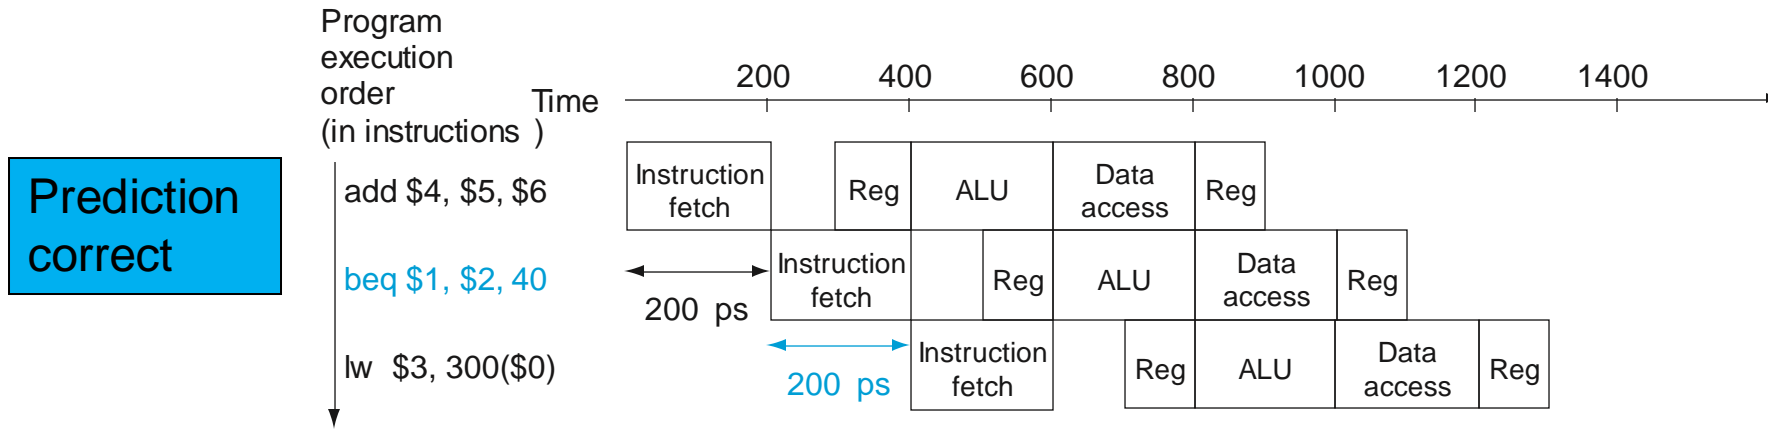 Program
execution
order
(in instructions )
Time
200 400 600 800 1000 1200 1400
Prediction
correct
add $4, $5, $6
Instruction
fetch
Reg
ALU
Data
access
Reg
beq $1, $2, 40
200 ps
Instruction
fetch
Reg
ALU
Data
access
Reg
lw $3, 300($0)
200 ps
Instruction
fetch
Reg
ALU
Data
access
Reg